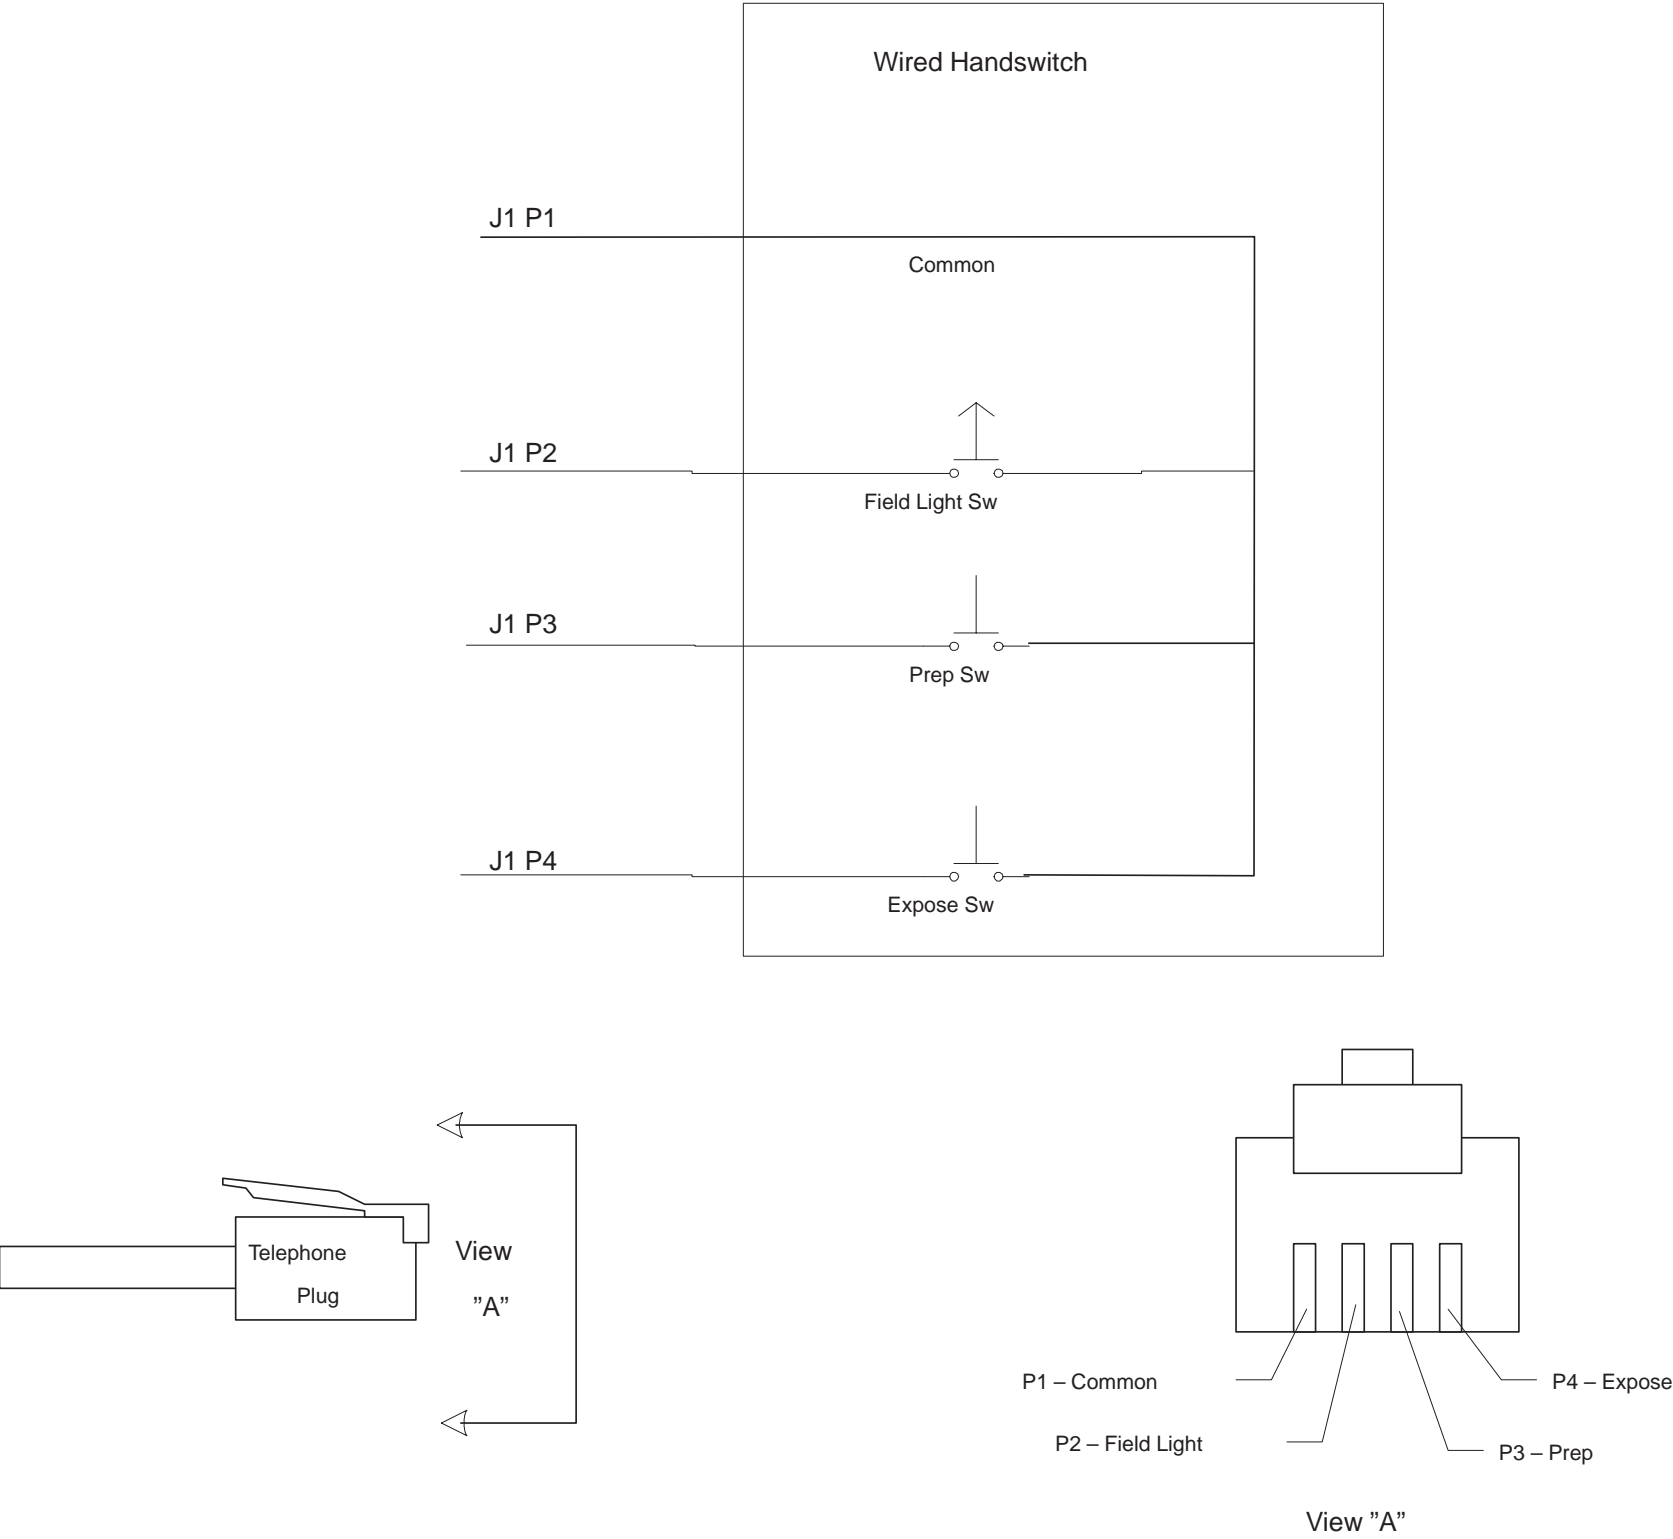 Wired Handswitch
J1 P1
Common
J1 P2
Field Light Sw
J1 P3
Prep Sw
J1 P4
Expose Sw
Telephone
Plug
View
”A”
P1 – Common
P4 – Expose
P2 – Field Light
P3 – Prep
View ”A”